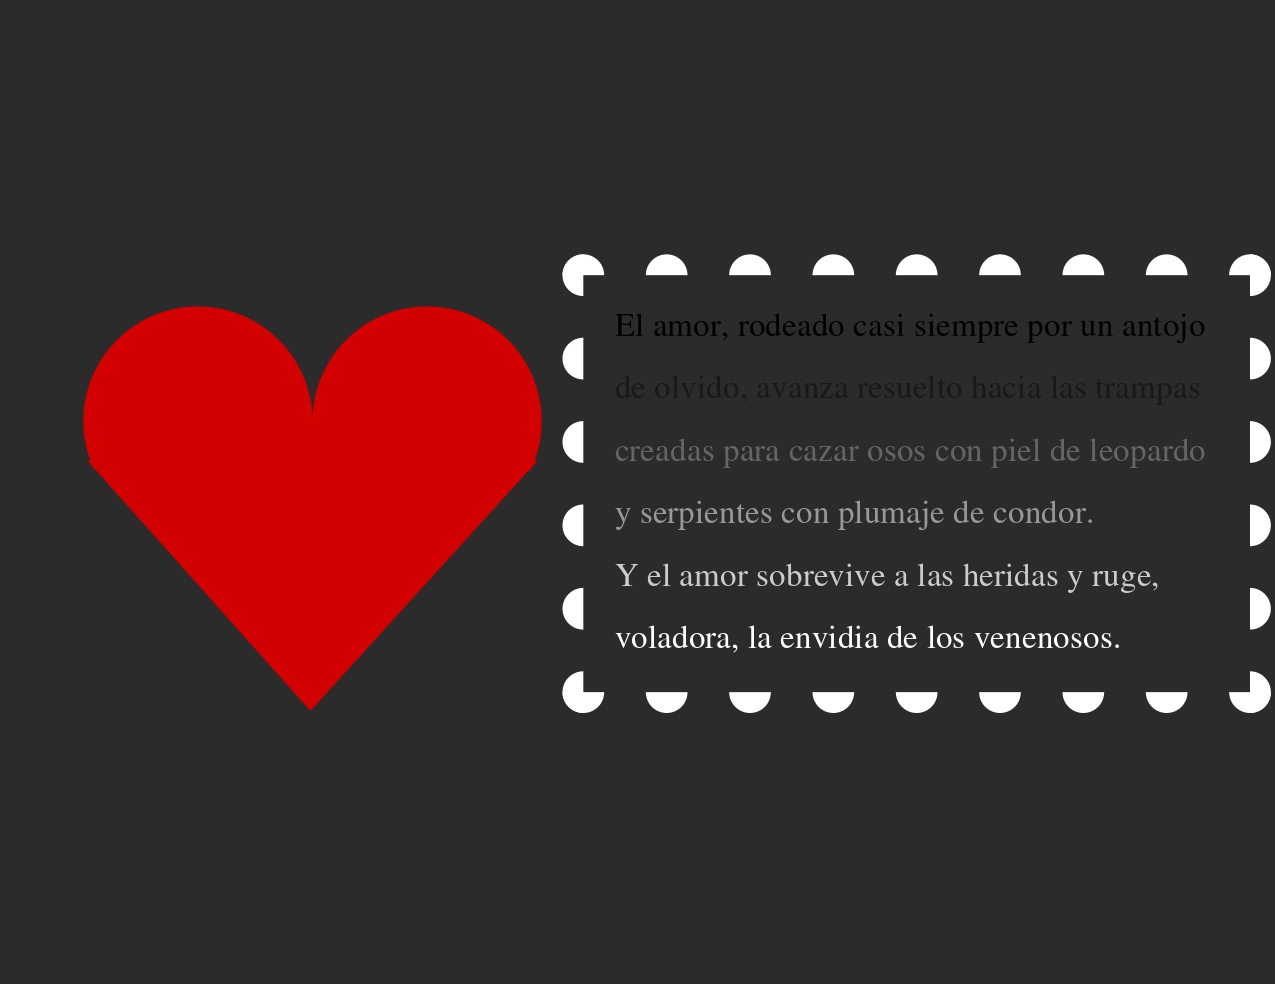 El amor, rodeado casi siempre por un antojo
de olvido, avanza resuelto hacia las trampas
creadas para cazar osos con piel de leopardo
y serpientes con plumaje de condor.
Y el amor sobrevive a las heridas y ruge,
voladora, la envidia de los venenosos.